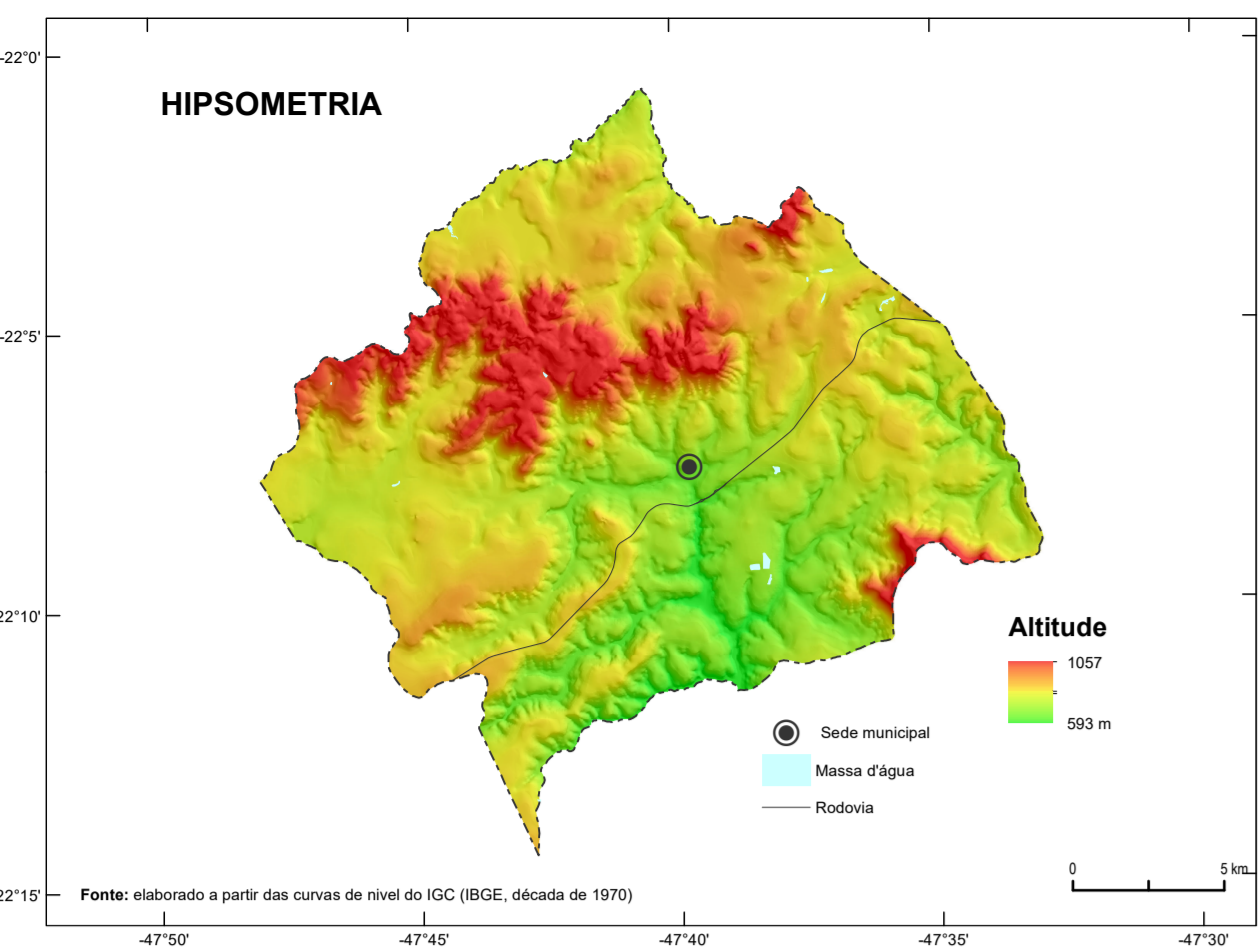 -22°0'
HIPSOMETRIA
-22°5'
22°10'
Altitude
1057
593 m
Sede municipal
Massa d'água
Rodovia
0 5 km
22°15'
Fonte: elaborado a partir das curvas de nivel do IGC (IBGE, década de 1970)
-47°50' -47°45' -47°40' -47°35' -47°30'